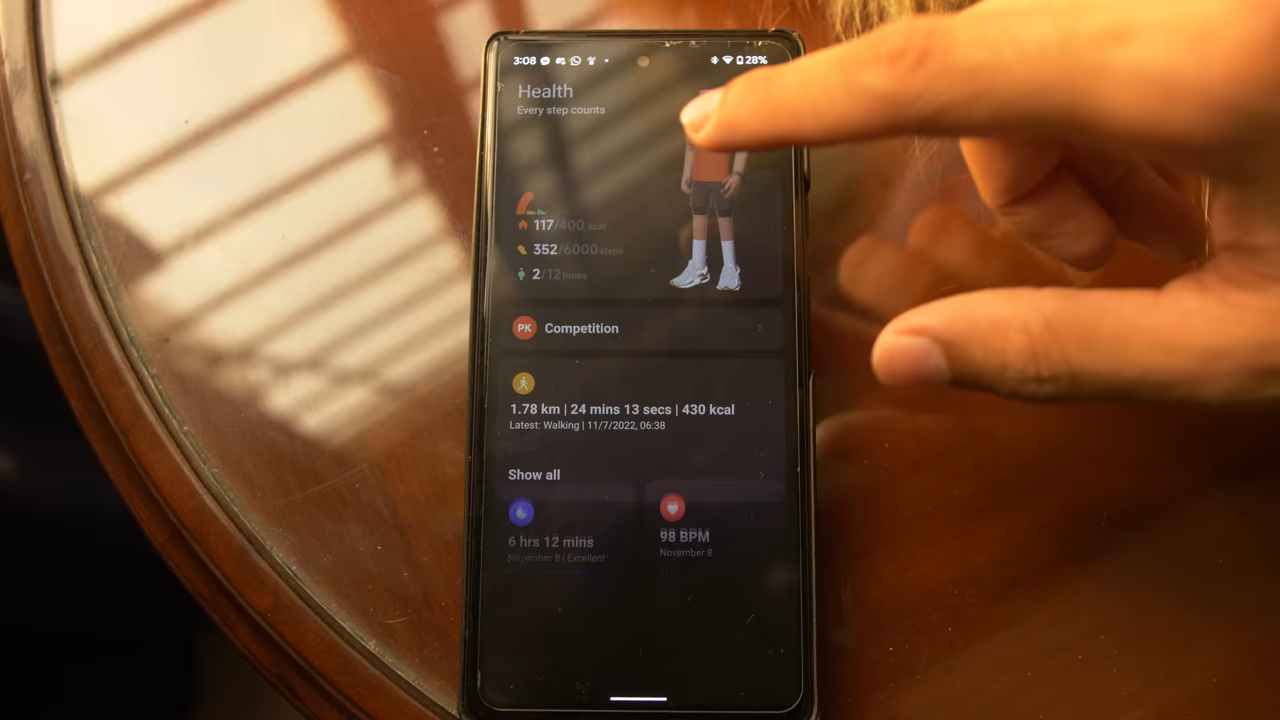 3:08 28%
Health
Every step counts
117/400 kcal
352/6000 steps
2/12 times
PK Competition
1.78 km | 24 mins 13 secs | 430 kcal
Latest: Walking | 11/7/2022, 06:38
Show all
6 hrs 12 mins
November 8 | Excellent
98 BPM
November 8